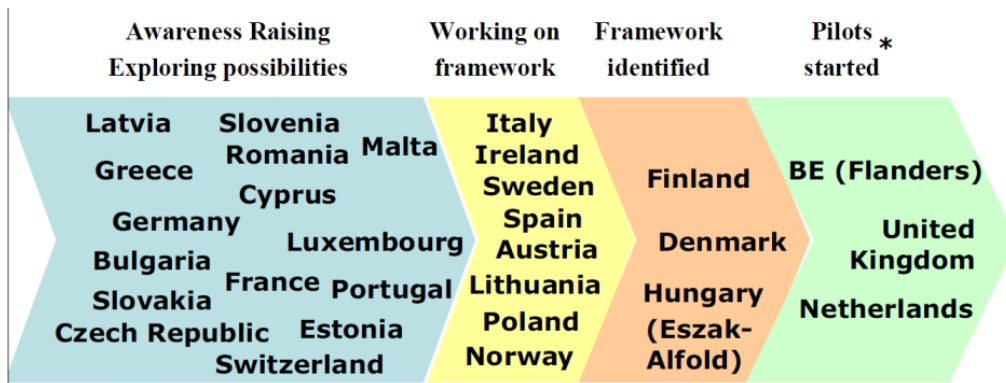 Awareness Raising
Exploring possibilities
Working on
framework
Framework
identified
Pilots *
started
Latvia
Slovenia
Malta
Romania
Greece
Cyprus
Germany
Luxembourg
Bulgaria
France
Portugal
Slovakia
Czech Republic
Estonia
Switzerland
Italy
Ireland
Sweden
Spain
Austria
Lithuania
Poland
Norway
Finland
Denmark
Hungary
(Eszak-
Alfold)
BE (Flanders)
United
Kingdom
Netherlands